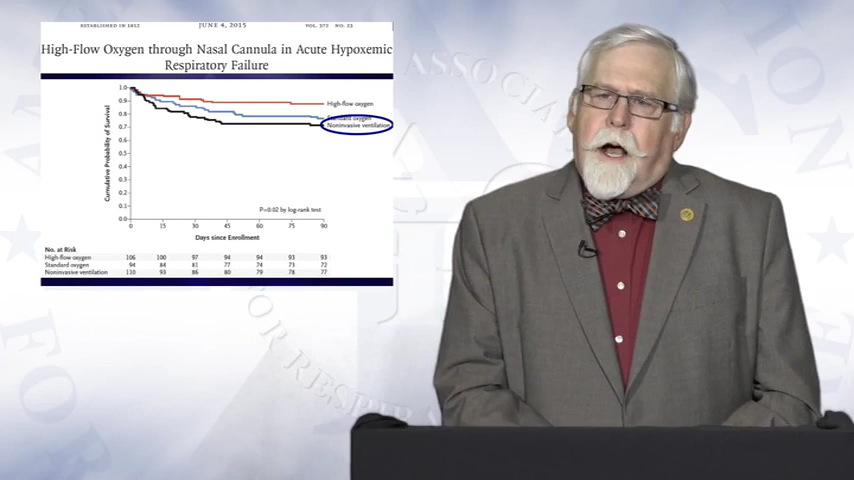 ESTABLISHED IN 1812 JUNE 4, 2015 VOL. 372 NO. 23
High-Flow Oxygen through Nasal Cannula in Acute Hypoxemic
Respiratory Failure
Cumulative Probability of Survival
1.0
0.9
0.8
0.7
0.6
0.5
0.4
0.3
0.2
0.1
0.0
High-flow oxygen
Standard oxygen
Noninvasive ventilation
P=0.02 by log-rank test
0 15 30 45 60 75 90
Days since Enrollment
No. at Risk
High-flow oxygen 106 100 97 94 94 93 93
Standard oxygen 94 84 81 77 74 73 72
Noninvasive ventilation 110 93 86 80 79 78 77
ASSOCIATION
FOR RESPIRA
FOR